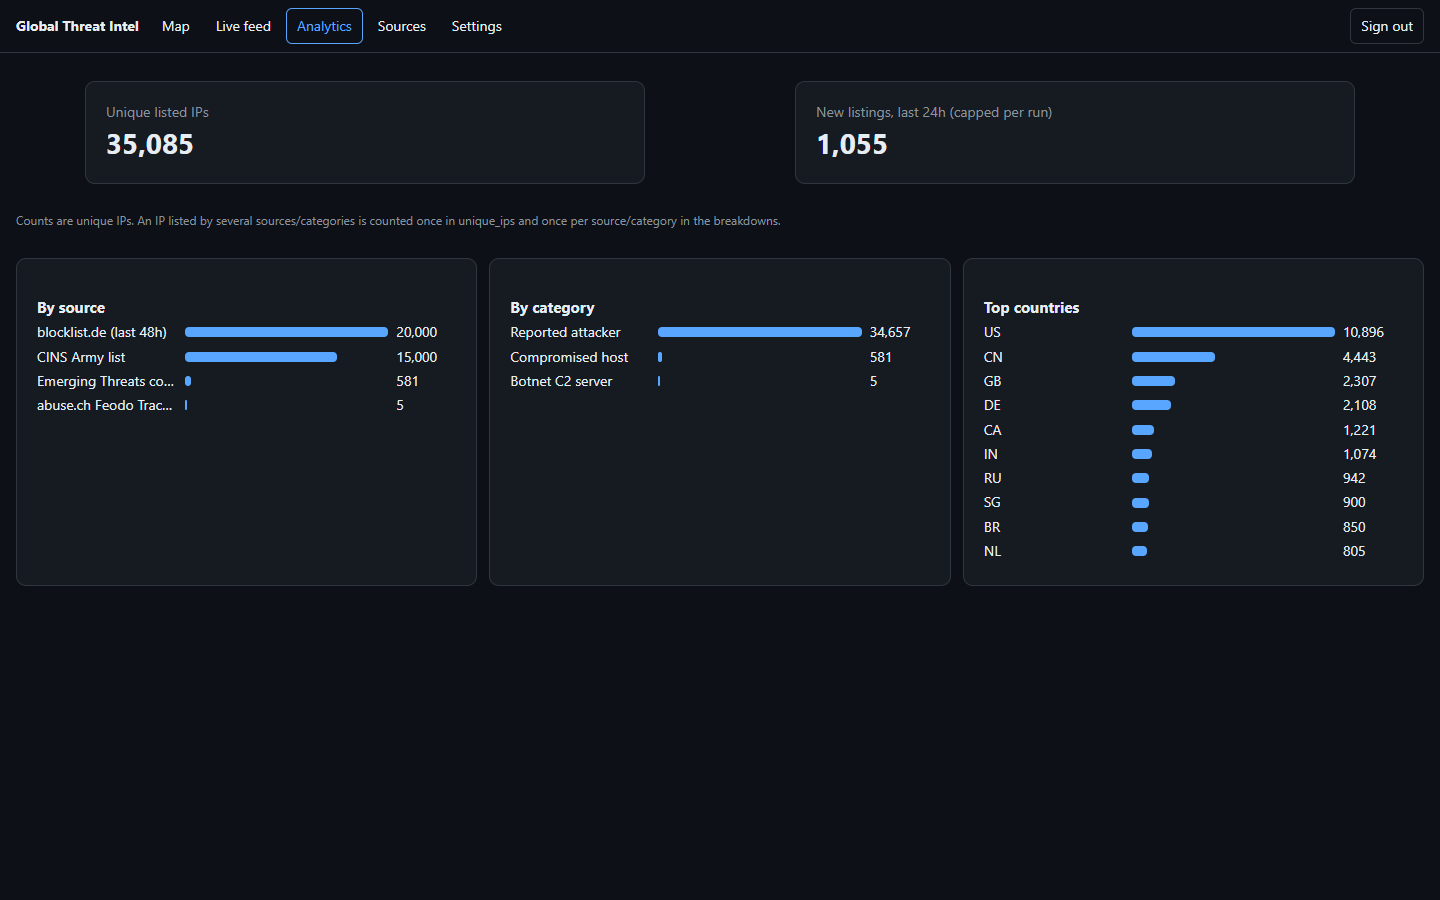 Global Threat Intel Map Live feed Analytics Sources Settings Sign out
Unique listed IPs
35,085
New listings, last 24h (capped per run)
1,055
Counts are unique IPs. An IP listed by several sources/categories is counted once in unique_ips and once per source/category in the breakdowns.
By source
blocklist.de (last 48h) 20,000
CINS Army list 15,000
Emerging Threats co... 581
abuse.ch Feodo Trac... 5
By category
Reported attacker 34,657
Compromised host 581
Botnet C2 server 5
Top countries
US 10,896
CN 4,443
GB 2,307
DE 2,108
CA 1,221
IN 1,074
RU 942
SG 900
BR 850
NL 805